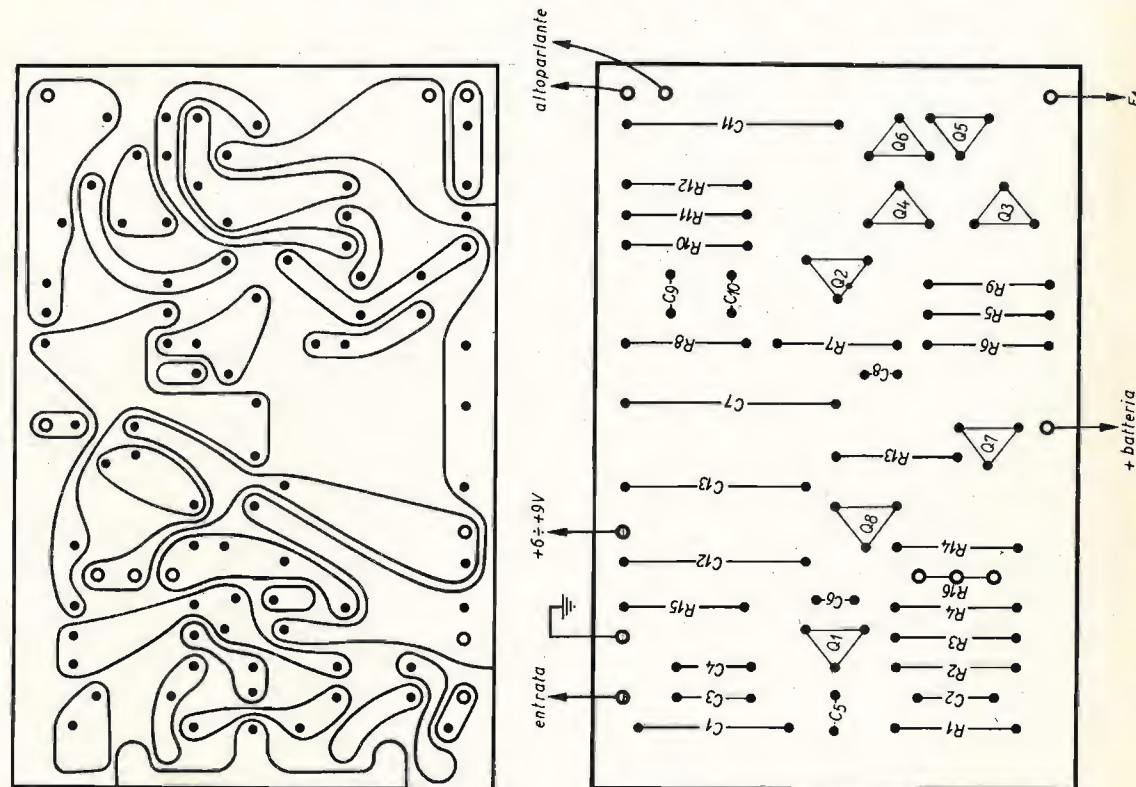 altoparlante
C11
Q6
Q5
R12
R11
Q4
Q3
R10
C9
C10
Q2
R9
R5
R8
R7
R6
C8
C7
+ batteria
Q7
R13
C13
+6÷+9V
Q8
R14
C12
R16
C6
R15
R4
Q1
R3
C4
R2
entrata
C3
C5
C2
C1
R1